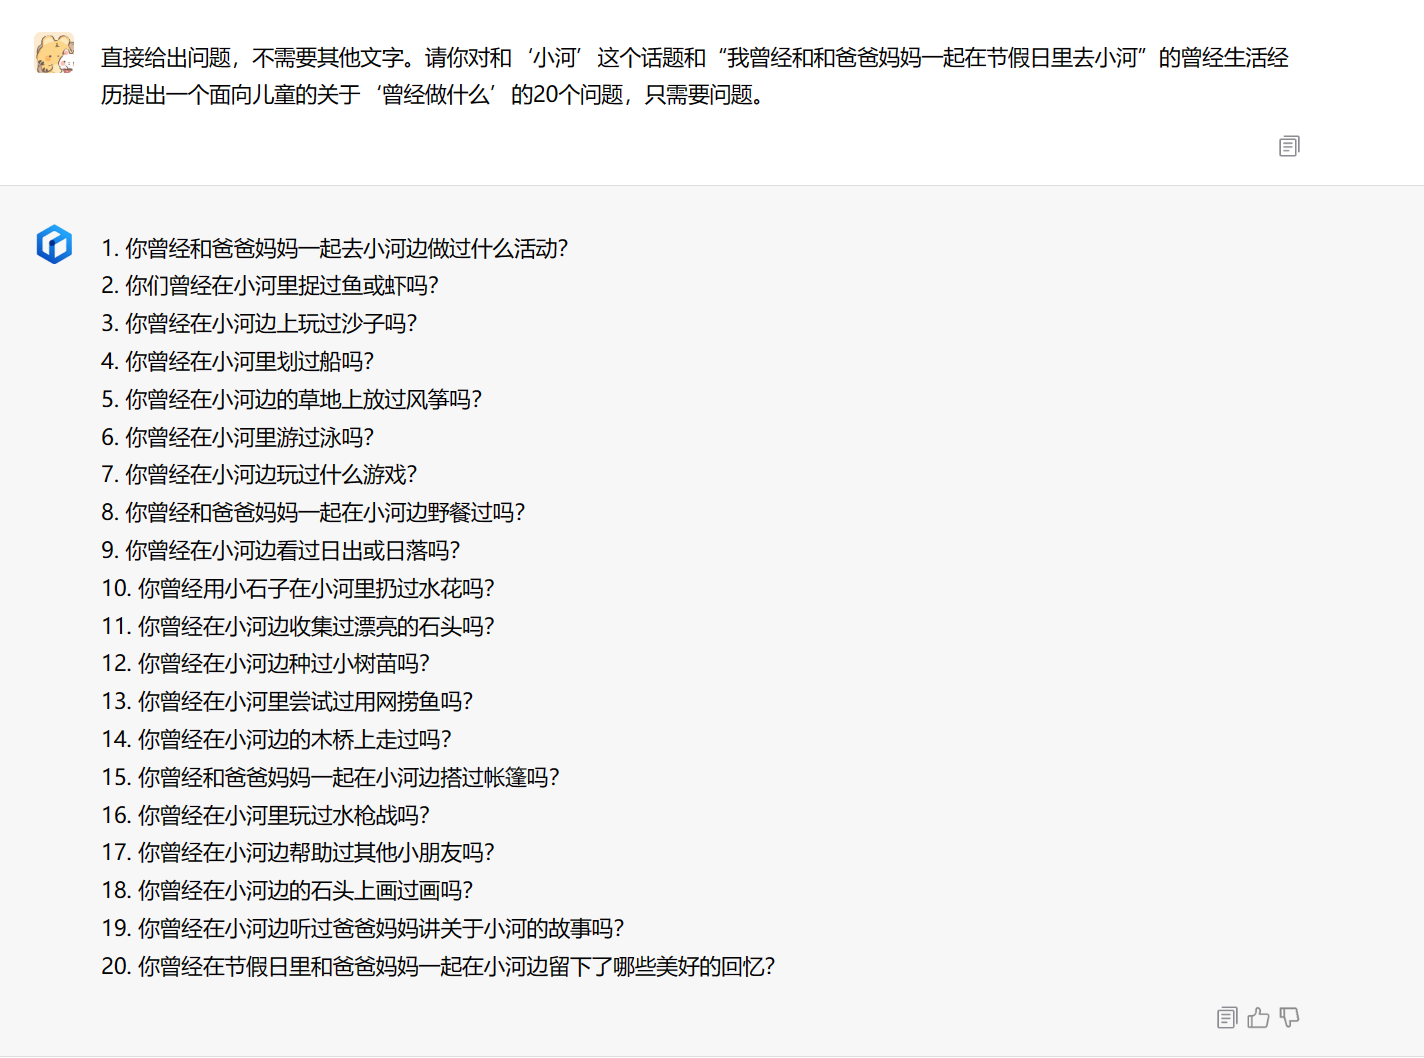 直接给出问题，不需要其他文字。请你对和‘小河’这个话题和“我曾经和和爸爸妈妈一起在节假日里去小河”的曾经生活经
历提出一个面向儿童的关于‘曾经做什么’的20个问题，只需要问题。
1. 你曾经和爸爸妈妈一起去小河边做过什么活动？
2. 你们曾经在小河里捉过鱼或虾吗？
3. 你曾经在小河边上玩过沙子吗？
4. 你曾经在小河里划过船吗？
5. 你曾经在小河边的草地上放过风筝吗？
6. 你曾经在小河里游过泳吗？
7. 你曾经在小河边玩过什么游戏？
8. 你曾经和爸爸妈妈一起在小河边野餐过吗？
9. 你曾经在小河边看过日出或日落吗？
10. 你曾经用小石子在小河里扔过水花吗？
11. 你曾经在小河边收集过漂亮的石头吗？
12. 你曾经在小河边种过小树苗吗？
13. 你曾经在小河里尝试过用网捞鱼吗？
14. 你曾经在小河边的木桥上走过吗？
15. 你曾经和爸爸妈妈一起在小河边搭过帐篷吗？
16. 你曾经在小河里玩过水枪战吗？
17. 你曾经在小河边帮助过其他小朋友吗？
18. 你曾经在小河边的石头上画过画吗？
19. 你曾经在小河边听过爸爸妈妈讲关于小河的故事吗？
20. 你曾经在节假日里和爸爸妈妈一起在小河边留下了哪些美好的回忆？